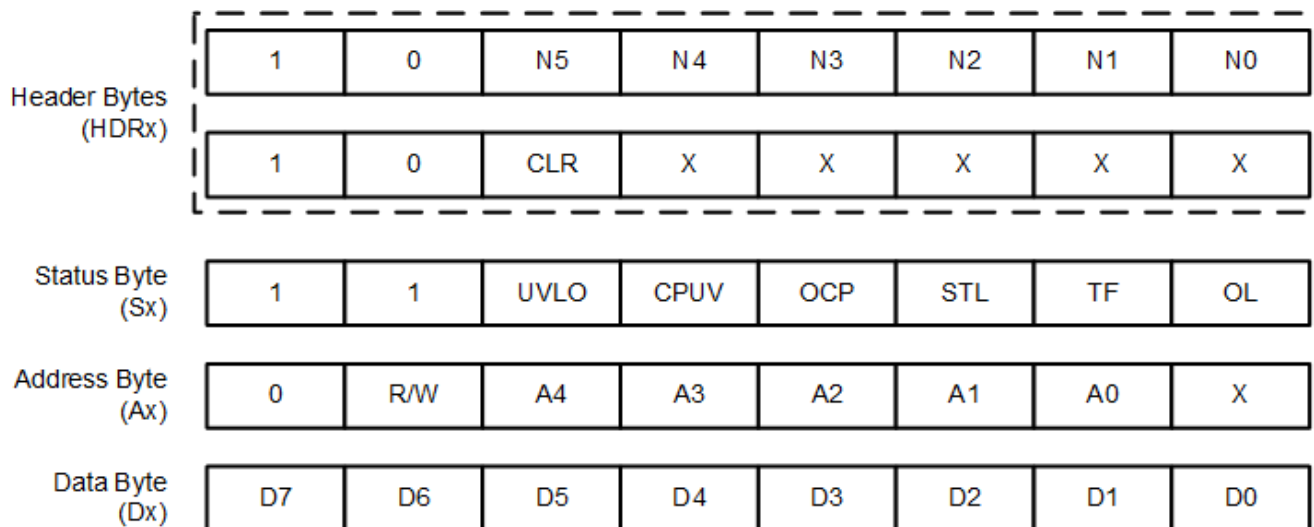 1 0 N5 N4 N3 N2 N1 N0
Header Bytes
(HDRx)
1 0 CLR X X X X X
Status Byte
(Sx)
1 1 UVLO CPUV OCP STL TF OL
Address Byte
(Ax)
0 R/W A4 A3 A2 A1 A0 X
Data Byte
(Dx)
D7 D6 D5 D4 D3 D2 D1 D0